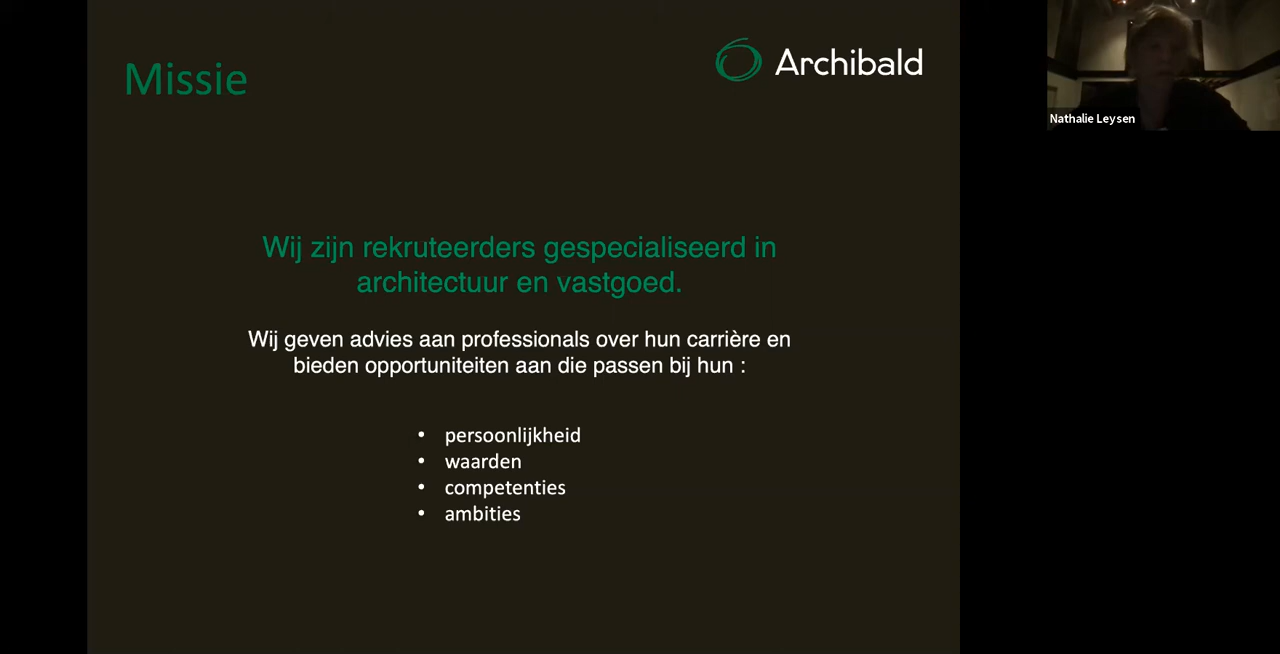 Missie
Archibald
Nathalie Leysen
Wij zijn rekruteerders gespecialiseerd in
architectuur en vastgoed.
Wij geven advies aan professionals over hun carrière en
bieden opportuniteiten aan die passen bij hun :
• persoonlijkheid
• waarden
• competenties
• ambities